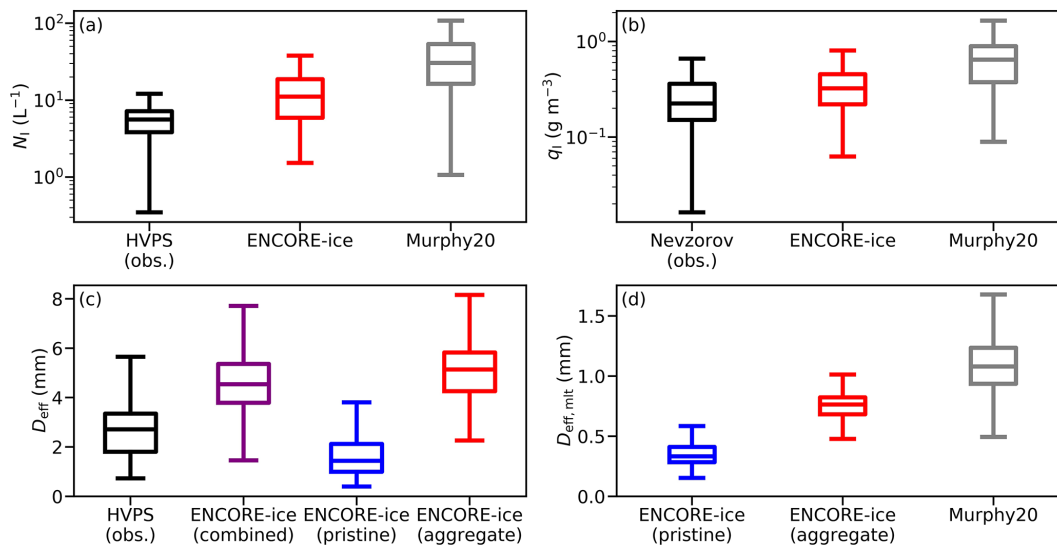 (a)
N_I (L⁻¹)
10²
10¹
10⁰
HVPS
(obs.)
ENCORE-ice
Murphy20
(b)
q_I (g m⁻³)
10⁰
10⁻¹
Nevzorov
(obs.)
ENCORE-ice
Murphy20
(c)
D_eff (mm)
8
6
4
2
0
HVPS
(obs.)
ENCORE-ice
(combined)
ENCORE-ice
(pristine)
ENCORE-ice
(aggregate)
(d)
D_eff, mlt (mm)
1.5
1.0
0.5
0.0
ENCORE-ice
(pristine)
ENCORE-ice
(aggregate)
Murphy20